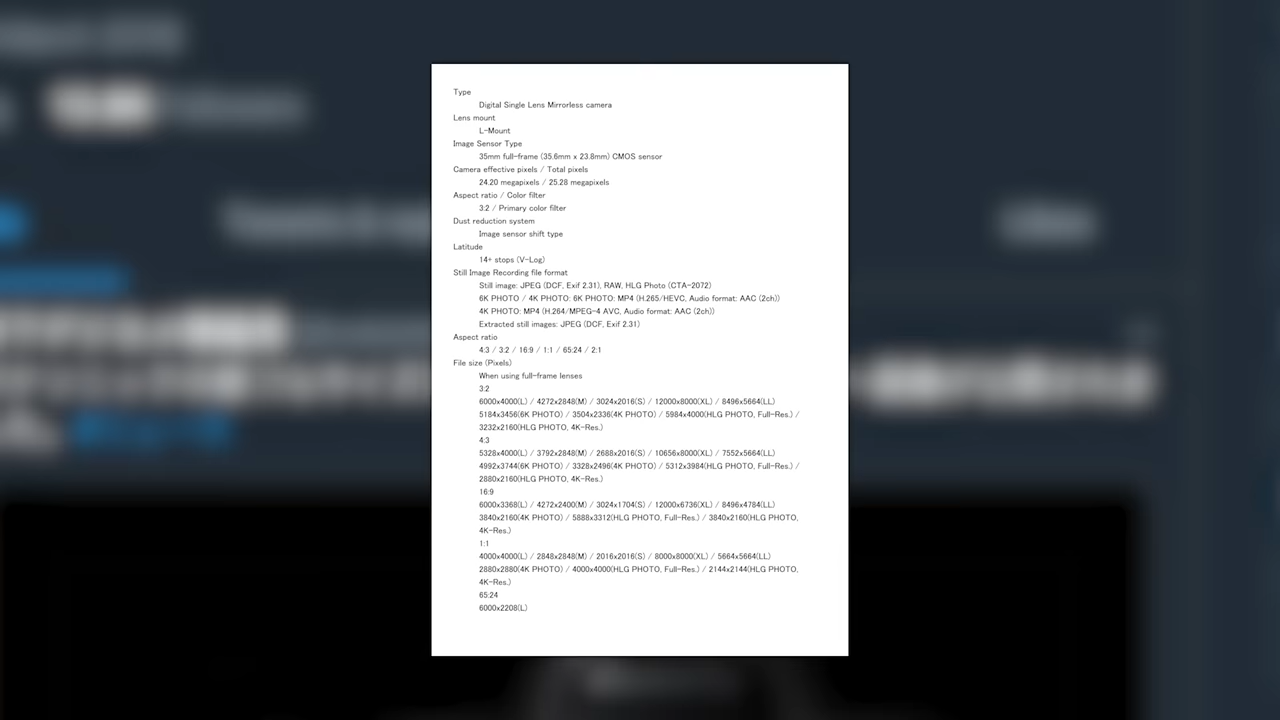 Type
Digital Single Lens Mirrorless camera
Lens mount
L-Mount
Image Sensor Type
35mm full-frame (35.6mm x 23.8mm) CMOS sensor
Camera effective pixels / Total pixels
24.20 megapixels / 25.28 megapixels
Aspect ratio / Color filter
3:2 / Primary color filter
Dust reduction system
Image sensor shift type
Latitude
14+ stops (V-Log)
Still Image Recording file format
Still image: JPEG (DCF, Exif 2.31), RAW, HLG Photo (CTA-2072)
6K PHOTO / 4K PHOTO: 6K PHOTO: MP4 (H.265/HEVC, Audio format: AAC (2ch))
4K PHOTO: MP4 (H.264/MPEG-4 AVC, Audio format: AAC (2ch))
Extracted still images: JPEG (DCF, Exif 2.31)
Aspect ratio
4:3 / 3:2 / 16:9 / 1:1 / 65:24 / 2:1
File size (Pixels)
When using full-frame lenses
3:2
6000x4000(L) / 4272x2848(M) / 3024x2016(S) / 12000x8000(XL) / 8496x5664(LL)
5184x3456(6K PHOTO) / 3504x2336(4K PHOTO) / 5984x4000(HLG PHOTO, Full-Res.) /
3232x2160(HLG PHOTO, 4K-Res.)
4:3
5328x4000(L) / 3792x2848(M) / 2688x2016(S) / 10656x8000(XL) / 7552x5664(LL)
4992x3744(6K PHOTO) / 3328x2496(4K PHOTO) / 5312x3984(HLG PHOTO, Full-Res.) /
2880x2160(HLG PHOTO, 4K-Res.)
16:9
6000x3368(L) / 4272x2400(M) / 3024x1704(S) / 12000x6736(XL) / 8496x4784(LL)
3840x2160(4K PHOTO) / 5888x3312(HLG PHOTO, Full-Res.) / 3840x2160(HLG PHOTO,
4K-Res.)
1:1
4000x4000(L) / 2848x2848(M) / 2016x2016(S) / 8000x8000(XL) / 5664x5664(LL)
2880x2880(4K PHOTO) / 4000x4000(HLG PHOTO, Full-Res.) / 2144x2144(HLG PHOTO,
4K-Res.)
65:24
6000x2208(L)